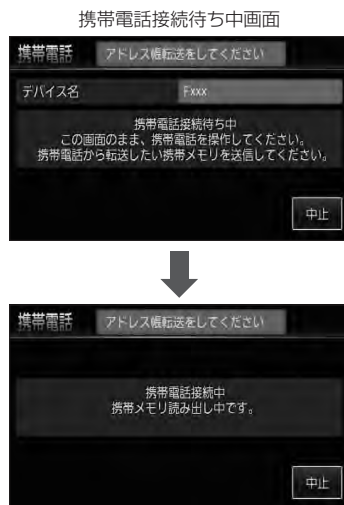 携帯電話接続待ち中画面
携帯電話 アドレス帳転送をしてください
デバイス名 Fxxx
携帯電話接続待ち中
この画面のまま、携帯電話を操作してください。
携帯電話から転送したい携帯メモリを送信してください。
中止
携帯電話 アドレス帳転送をしてください
携帯電話接続中
携帯メモリ読み出し中です。
中止